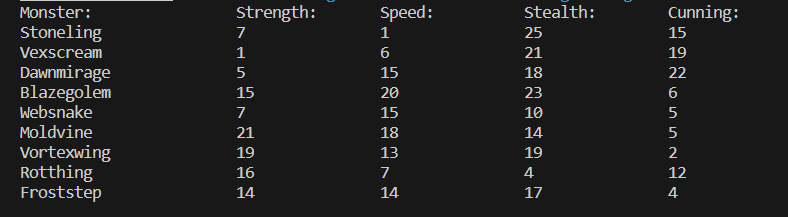 Monster: Strength: Speed: Stealth: Cunning:
Stoneling 7 1 25 15
Vexscream 1 6 21 19
Dawnmirage 5 15 18 22
Blazegolem 15 20 23 6
Websnake 7 15 10 5
Moldvine 21 18 14 5
Vortexwing 19 13 19 2
Rotthing 16 7 4 12
Froststep 14 14 17 4